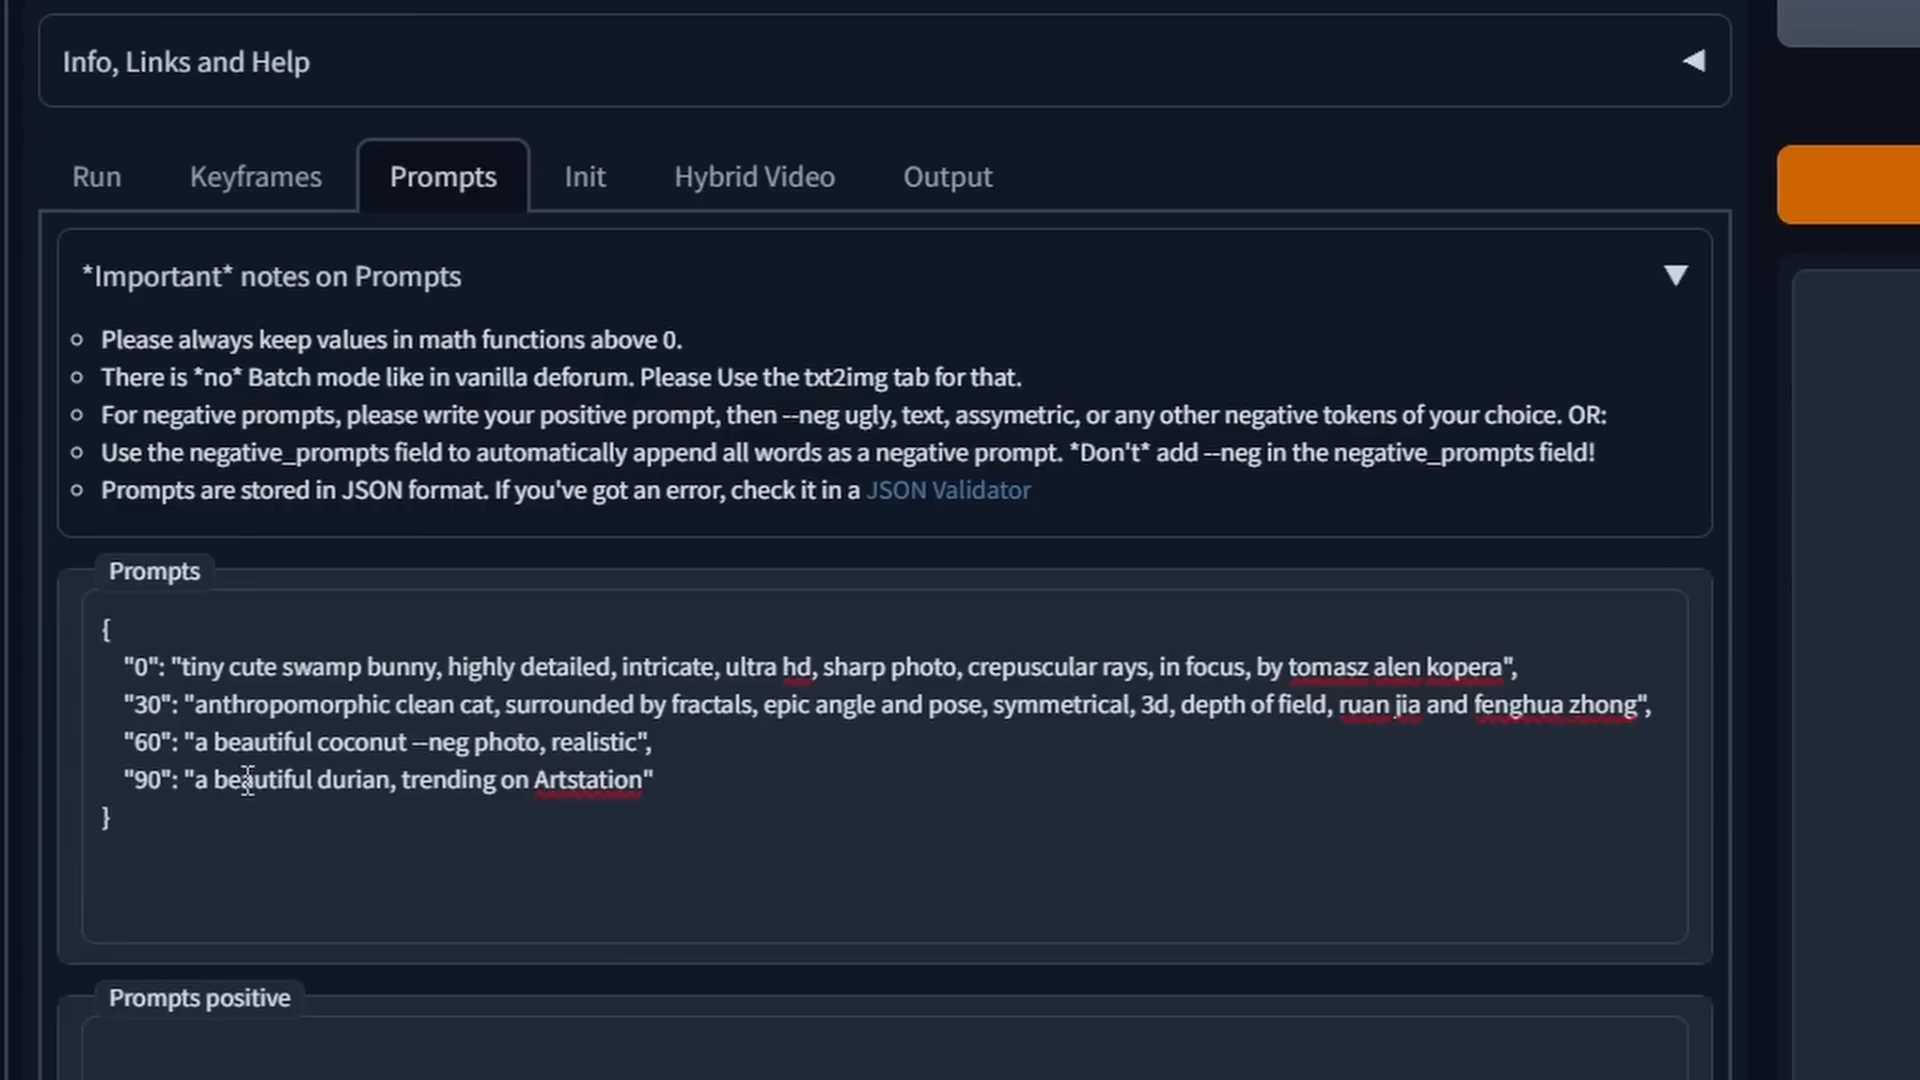 Info, Links and Help
Run Keyframes Prompts Init Hybrid Video Output
*Important* notes on Prompts
Please always keep values in math functions above 0.
There is *no* Batch mode like in vanilla deforum. Please Use the txt2img tab for that.
For negative prompts, please write your positive prompt, then --neg ugly, text, assymetric, or any other negative tokens of your choice. OR:
Use the negative_prompts field to automatically append all words as a negative prompt. *Don't* add --neg in the negative_prompts field!
Prompts are stored in JSON format. If you've got an error, check it in a JSON Validator
Prompts
{
"0": "tiny cute swamp bunny, highly detailed, intricate, ultra hd, sharp photo, crepuscular rays, in focus, by tomasz alen kopera",
"30": "anthropomorphic clean cat, surrounded by fractals, epic angle and pose, symmetrical, 3d, depth of field, ruan jia and fenghua zhong",
"60": "a beautiful coconut --neg photo, realistic",
"90": "a beautiful durian, trending on Artstation"
}
Prompts positive